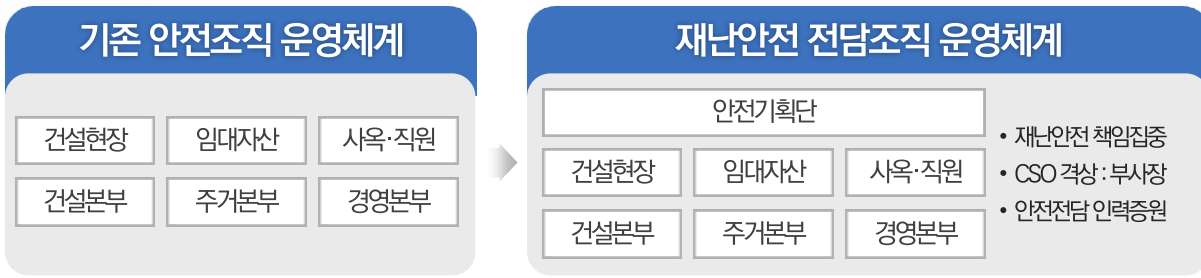 기존 안전조직 운영체계
건설현장 임대자산 사옥·직원
건설본부 주거본부 경영본부
재난안전 전담조직 운영체계
안전기획단
건설현장 임대자산 사옥·직원
건설본부 주거본부 경영본부
• 재난안전 책임집중
• CSO 격상 : 부사장
• 안전전담 인력증원